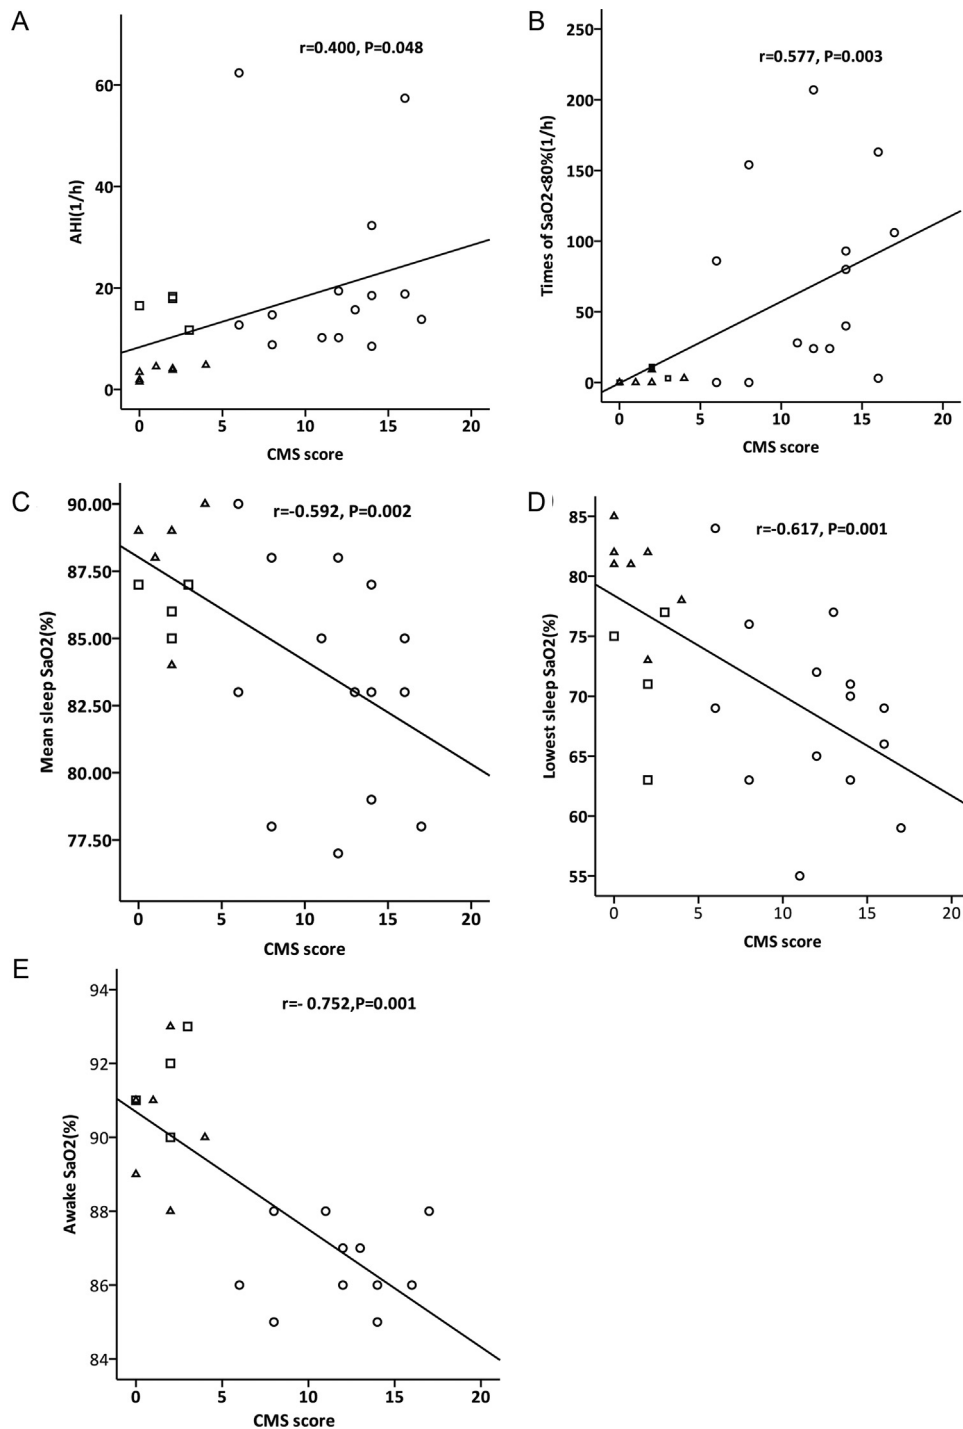 A
r=0.400, P=0.048
AHI(1/h)
60
40
20
0
0 5 10 15 20
CMS score
B
r=0.577, P=0.003
Times of SaO2<80%(1/h)
250
200
150
100
50
0
0 5 10 15 20
CMS score
C
r=-0.592, P=0.002
Mean sleep SaO2(%)
90.00
87.50
85.00
82.50
80.00
77.50
0 5 10 15 20
CMS score
D
r=-0.617, P=0.001
Lowest sleep SaO2(%)
85
80
75
70
65
60
55
0 5 10 15 20
CMS score
E
r=- 0.752,P=0.001
Awake SaO2(%)
94
92
90
88
86
84
0 5 10 15 20
CMS score